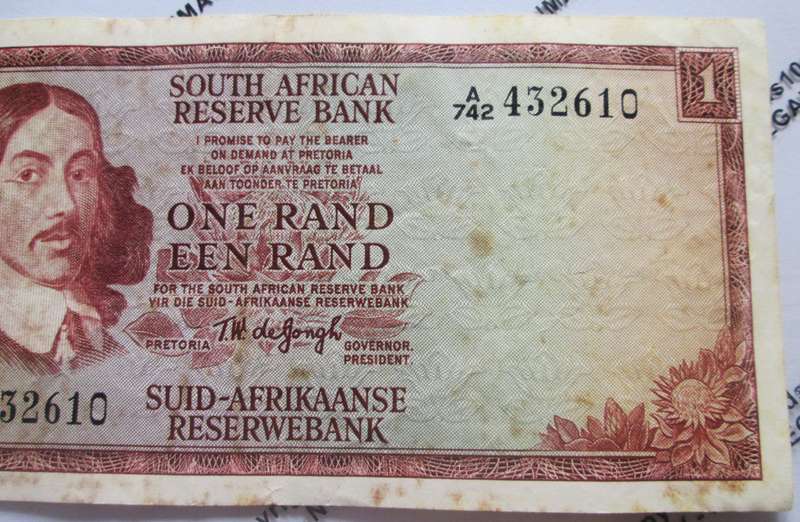 SOUTH AFRICAN
RESERVE BANK
A/742 432610
1
I PROMISE TO PAY THE BEARER
ON DEMAND AT PRETORIA
EK BELOOF OP AANVRAAG TE BETAAL
AAN TOONDER TE PRETORIA
ONE RAND
EEN RAND
FOR THE SOUTH AFRICAN RESERVE BANK
VIR DIE SUID-AFRIKAANSE RESERWEBANK
PRETORIA T.W. de Jongh GOVERNOR.
PRESIDENT.
32610
SUID-AFRIKAANSE
RESERWEBANK